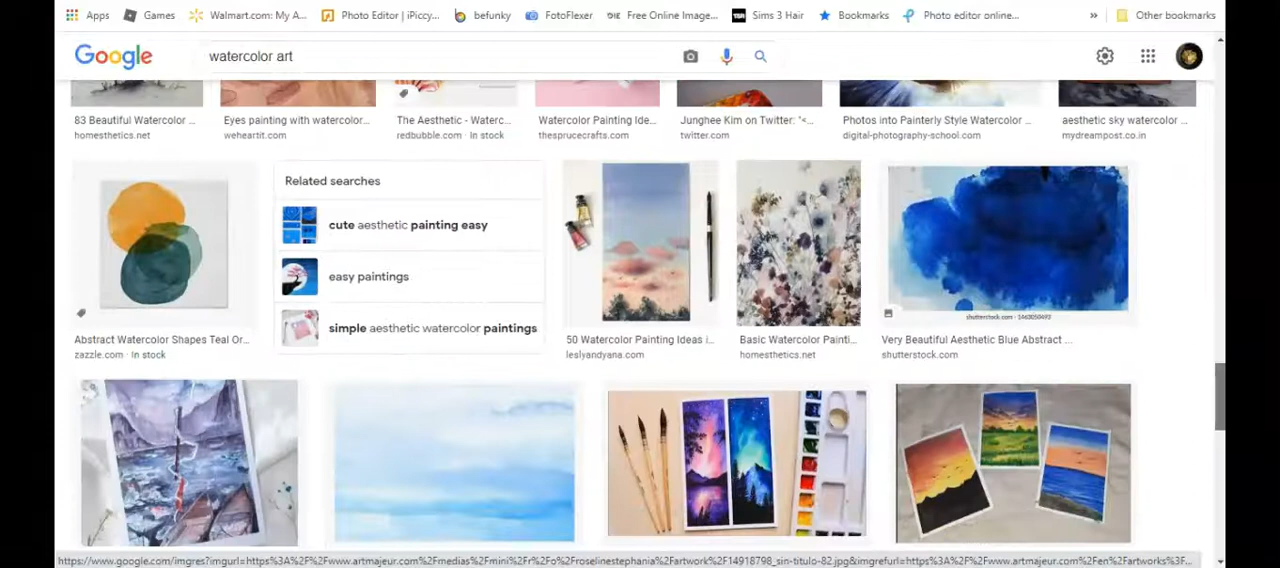 Apps Games Walmart.com: My A... Photo Editor | iPiccy... befunky FotoFlexer Free Online Image... TSR Sims 3 Hair Bookmarks Photo editor online... » Other bookmarks
Google watercolor art
83 Beautiful Watercolor ... Eyes painting with watercolor... The Aesthetic - Waterc... Watercolor Painting Ide... Junghee Kim on Twitter: "<... Photos into Painterly Style Watercolor ... aesthetic sky watercolor ...
homesthetics.net weheartit.com redbubble.com · In stock thesprucecrafts.com twitter.com digital-photography-school.com mydreampost.co.in
Related searches
cute aesthetic painting easy
easy paintings
simple aesthetic watercolor paintings
shutterstock.com · 1463050493
Abstract Watercolor Shapes Teal Or... 50 Watercolor Painting Ideas i... Basic Watercolor Painti... Very Beautiful Aesthetic Blue Abstract ...
zazzle.com · In stock leslyandyana.com homesthetics.net shutterstock.com
https://www.google.com/imgres?imgurl=https%3A%2F%2Fwww.artmajeur.com%2Fmedias%2Fmini%2Fr%2Fo%2Froselinestephania%2Fartwork%2F14918798_sin-titulo-82.jpg&imgrefurl=https%3A%2F%2Fwww.artmajeur.com%2Fen%2Fartworks%3F...